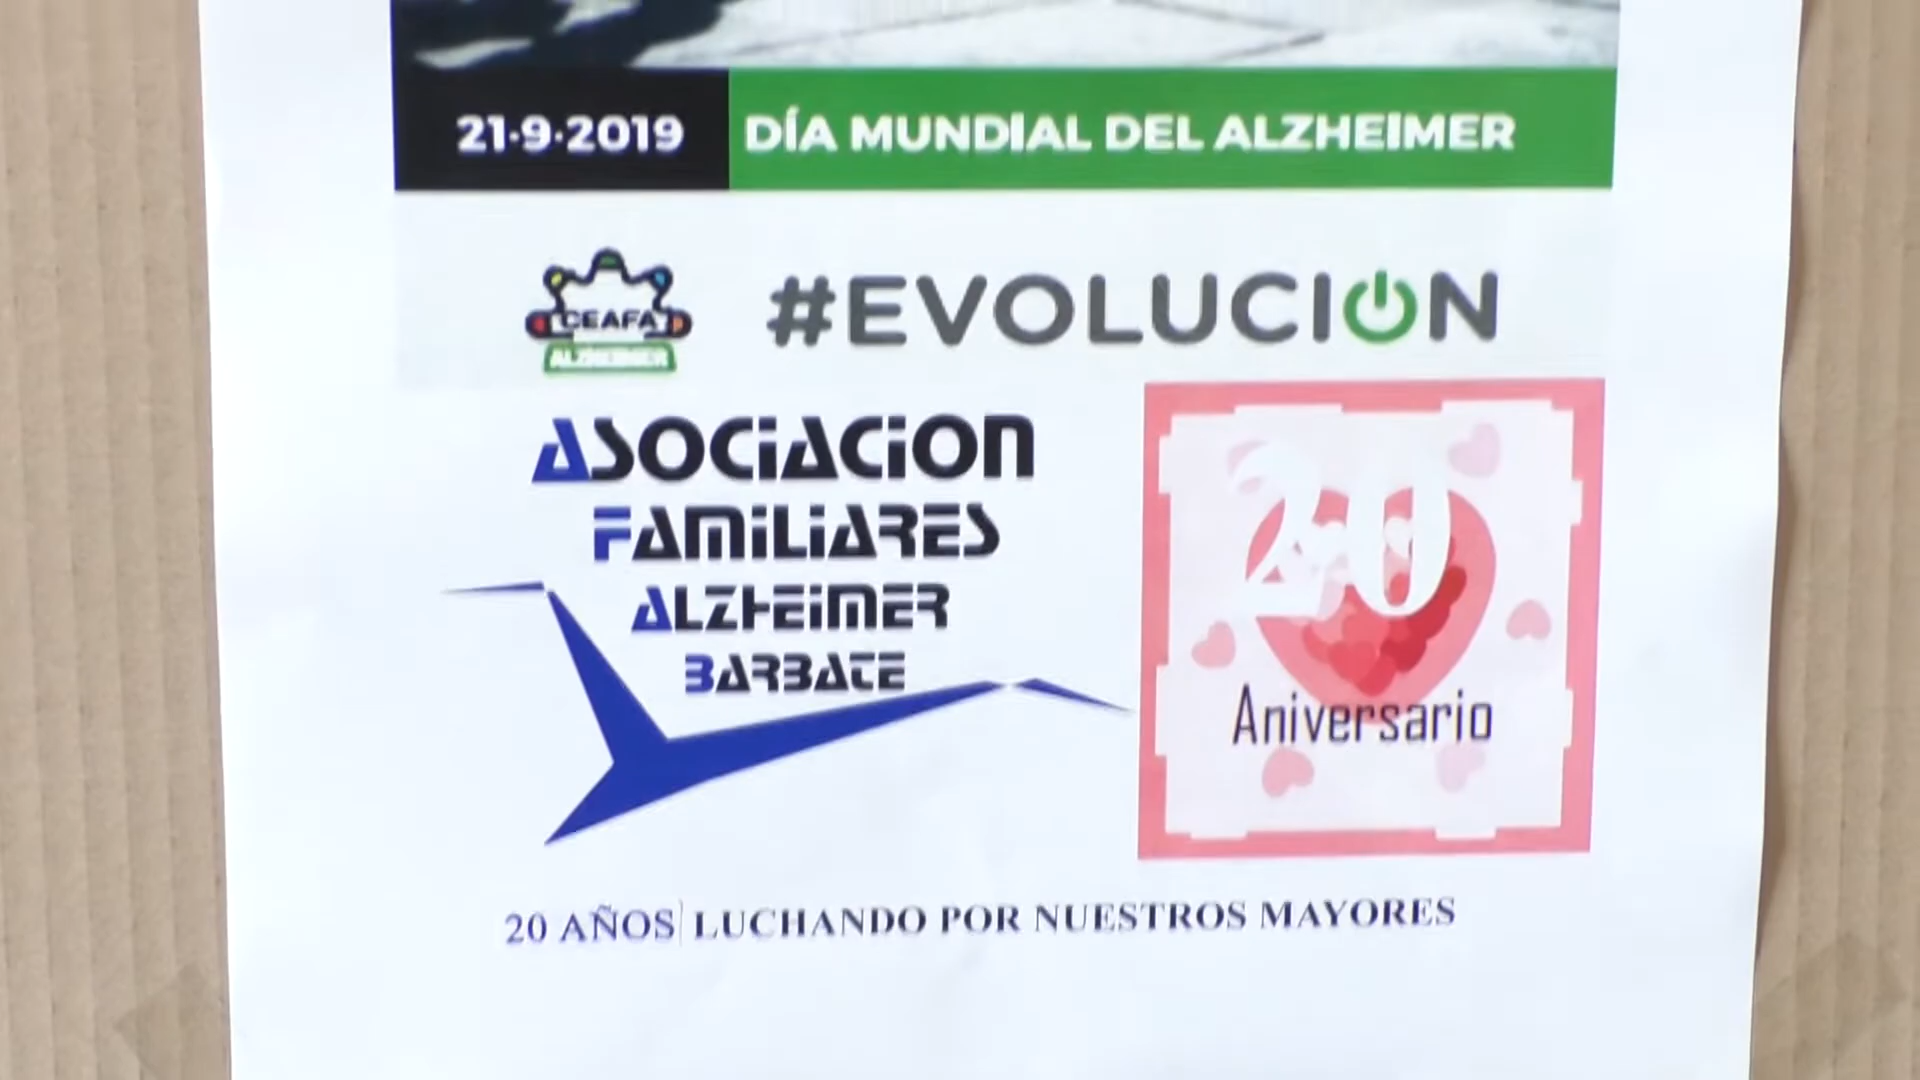 21·9·2019 DÍA MUNDIAL DEL ALZHEIMER
CEAFA
ALZHEIMER
#EVOLUCIÓN
ASOCIACION
FAMILIARES
ALZHEIMER
BARBATE
20
Aniversario
20 AÑOS LUCHANDO POR NUESTROS MAYORES